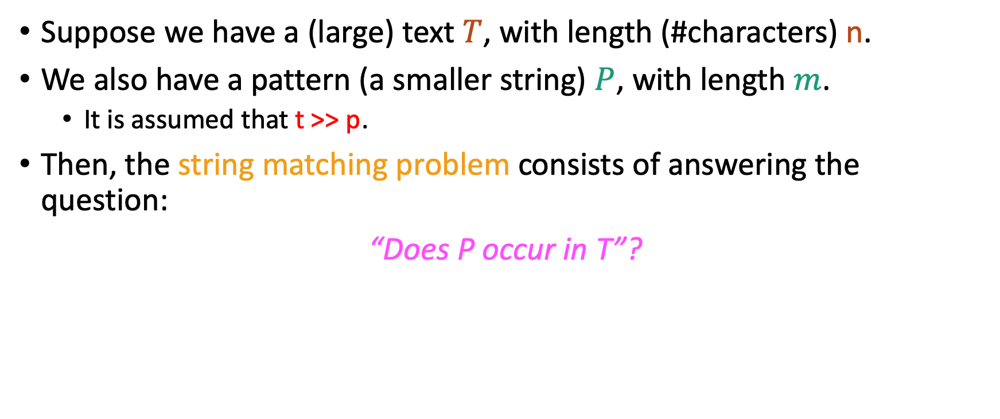 • Suppose we have a (large) text T, with length (#characters) n.
• We also have a pattern (a smaller string) P, with length m.
• It is assumed that t >> p.
• Then, the string matching problem consists of answering the
question:
“Does P occur in T”?